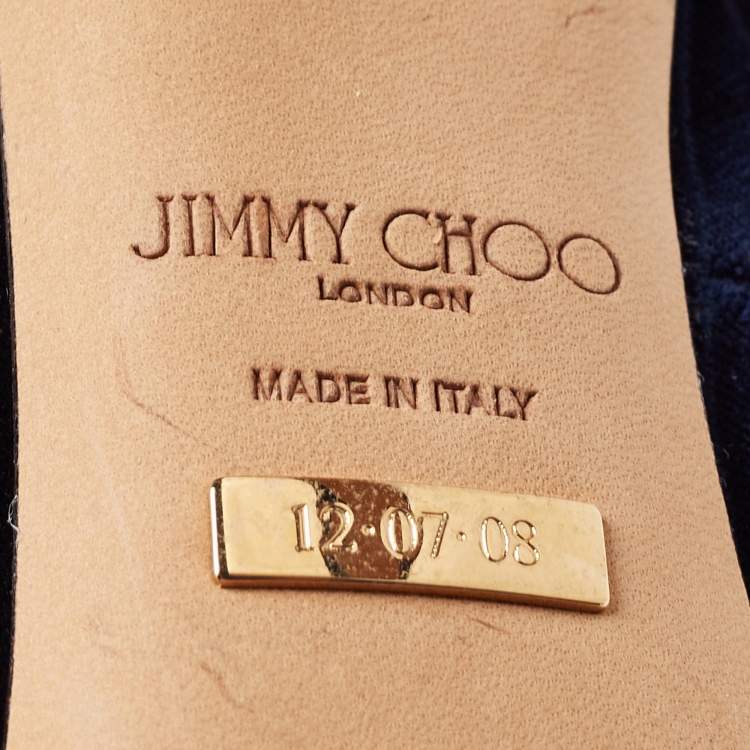 JIMMY CHOO
LONDON
MADE IN ITALY
12·07·08